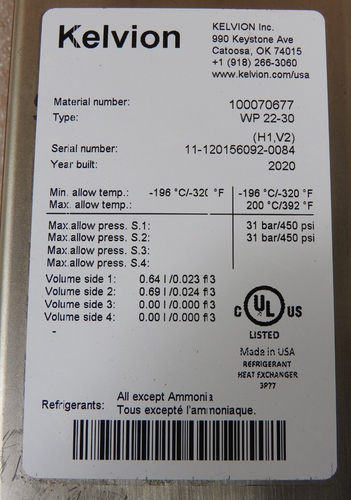 Kelvion
KELVION Inc.
990 Keystone Ave
Catoosa, OK 74015
+1 (918) 266-3060
www.kelvion.com/usa
Material number: 100070677
Type: WP 22-30
(H1,V2)
Serial number: 11-120156092-0084
Year built: 2020
Min. allow temp.: -196 °C/-320 °F -196 °C/-320 °F
Max. allow temp.: 200 °C/392 °F
Max.allow press. S.1: 31 bar/450 psi
Max.allow press. S.2: 31 bar/450 psi
Max.allow press. S.3:
Max.allow press. S.4:
Volume side 1: 0.64 l /0.023 ft3
Volume side 2: 0.69 l /0.024 ft3
Volume side 3: 0.00 l /0.000 ft3
Volume side 4: 0.00 l /0.000 ft3
-
C UL US
LISTED
Made in USA
REFRIGERANT
HEAT EXCHANGER
3P77
Refrigerants: All except Ammonia
Tous excepté l'ammoniaque.